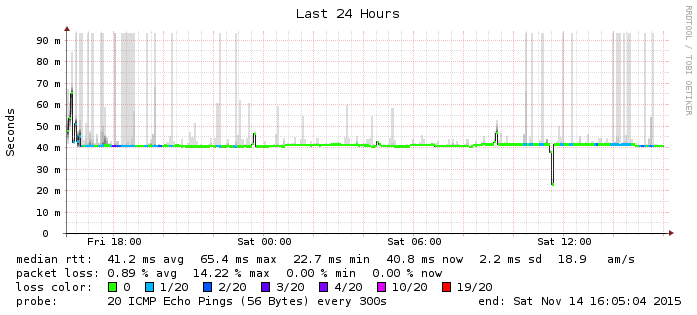 Last 24 Hours
RRDTOOL / TOBI OETIKER
Seconds
90 m
80 m
70 m
60 m
50 m
40 m
30 m
20 m
10 m
0
Fri 18:00 Sat 00:00 Sat 06:00 Sat 12:00
median rtt: 41.2 ms avg 65.4 ms max 22.7 ms min 40.8 ms now 2.2 ms sd 18.9 am/s
packet loss: 0.89 % avg 14.22 % max 0.00 % min 0.00 % now
loss color: 0 1/20 2/20 3/20 4/20 10/20 19/20
probe: 20 ICMP Echo Pings (56 Bytes) every 300s end: Sat Nov 14 16:05:04 2015